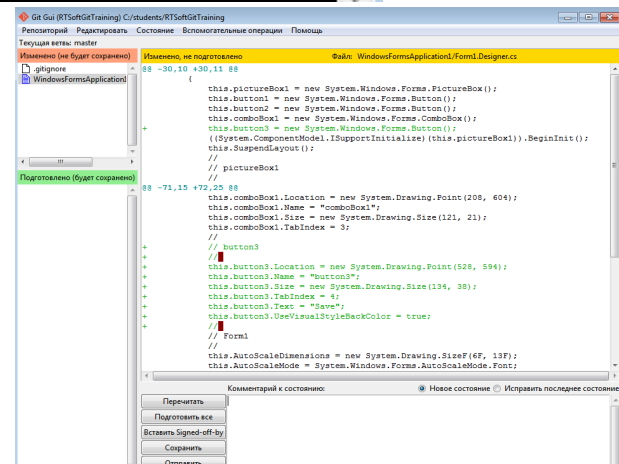 Git Gui (RTSoftGitTraining) C:/students/RTSoftGitTraining
Репозиторий Редактировать Состояние Вспомогательные операции Помощь
Текущая ветвь: master
Изменено (не будет сохранено)
.gitignore
WindowsFormsApplication1
Подготовлено (будет сохранено)
Изменено, не подготовлено Файл: WindowsFormsApplication1/Form1.Designer.cs
@@ -30,10 +30,11 @@
{
this.pictureBox1 = new System.Windows.Forms.PictureBox();
this.button1 = new System.Windows.Forms.Button();
this.button2 = new System.Windows.Forms.Button();
this.comboBox1 = new System.Windows.Forms.ComboBox();
+ this.button3 = new System.Windows.Forms.Button();
((System.ComponentModel.ISupportInitialize)(this.pictureBox1)).BeginInit();
this.SuspendLayout();
//
// pictureBox1
//
@@ -71,15 +72,25 @@
this.comboBox1.Location = new System.Drawing.Point(208, 604);
this.comboBox1.Name = "comboBox1";
this.comboBox1.Size = new System.Drawing.Size(121, 21);
this.comboBox1.TabIndex = 3;
//
+ // button3
+ //
+ this.button3.Location = new System.Drawing.Point(528, 594);
+ this.button3.Name = "button3";
+ this.button3.Size = new System.Drawing.Size(134, 38);
+ this.button3.TabIndex = 4;
+ this.button3.Text = "Save";
+ this.button3.UseVisualStyleBackColor = true;
+ //
// Form1
//
this.AutoScaleDimensions = new System.Drawing.SizeF(6F, 13F);
this.AutoScaleMode = System.Windows.Forms.AutoScaleMode.Font;
Комментарий к состоянию: Новое состояние Исправить последнее состояние
Перечитать
Подготовить все
Вставить Signed-off-by
Сохранить
Отправить